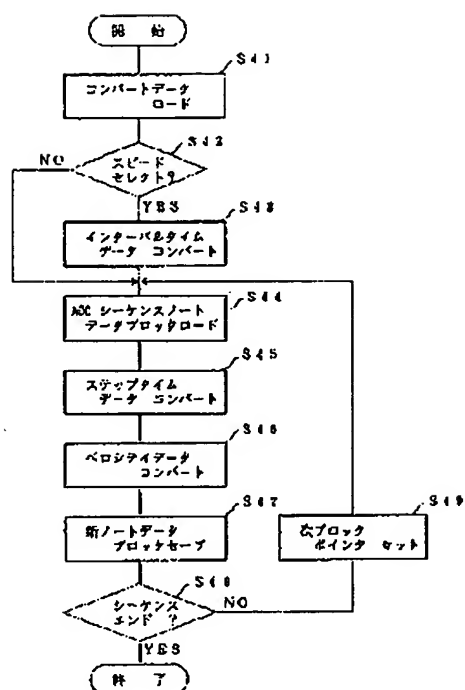 開 始
S41
コンバートデータ
ロード
S42
NO
スピード
セレクト?
YES
S43
インターバルタイム
データ コンバート
ACC シーケンスノート
データブロックロード
S44
ステップタイム
データ コンバート
S45
S46
ベロシティデータ
コンバート
S47
新ノートデータ
ブロックセーブ
S49
次ブロック
ポインタ セット
S48
シーケンス
エンド ?
NO
YES
終 了